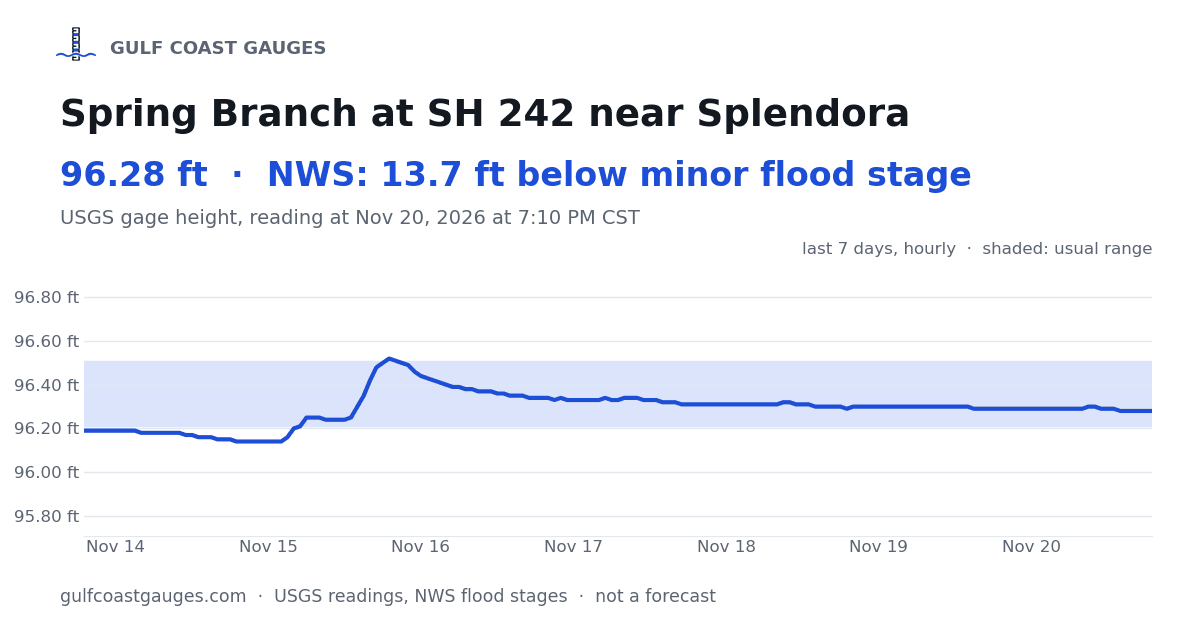 GULF COAST GAUGES
Spring Branch at SH 242 near Splendora
96.28 ft · NWS: 13.7 ft below minor flood stage
USGS gage height, reading at Nov 20, 2026 at 7:10 PM CST
last 7 days, hourly · shaded: usual range
96.80 ft
96.60 ft
96.40 ft
96.20 ft
96.00 ft
95.80 ft
Nov 14 Nov 15 Nov 16 Nov 17 Nov 18 Nov 19 Nov 20
gulfcoastgauges.com · USGS readings, NWS flood stages · not a forecast